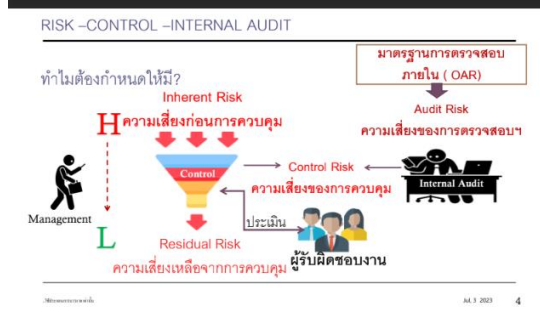 RISK –CONTROL –INTERNAL AUDIT
มาตรฐานการตรวจสอบ
ภายใน ( OAR)
ทำไมต้องกำหนดให้มี?
Inherent Risk
Audit Risk
H ความเสี่ยงก่อนการควบคุม
ความเสี่ยงของการตรวจสอบฯ
Control
Control Risk
ความเสี่ยงของการควบคุม
Internal Audit
Management
ประเมิน
L
Residual Risk
ความเสี่ยงเหลือจากการควบคุม
ผู้รับผิดชอบงาน
Jul, 3 2023
4